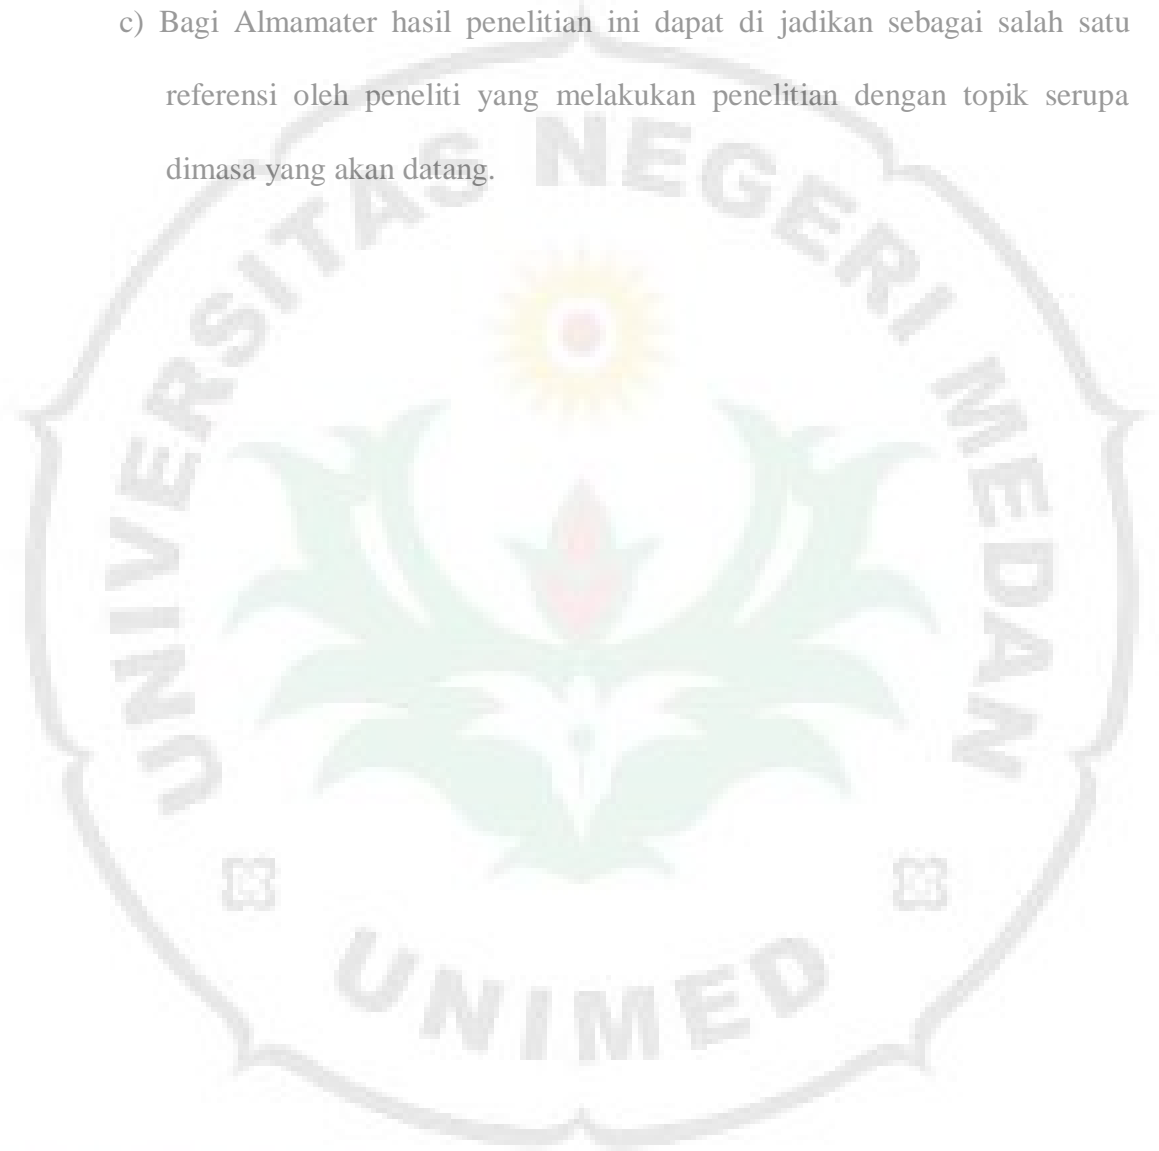 c) Bagi Almamater hasil penelitian ini dapat di jadikan sebagai salah satu
referensi oleh peneliti yang melakukan penelitian dengan topik serupa
dimasa yang akan datang.
UNIVERSITAS NEGERI MEDAN
UNIMED